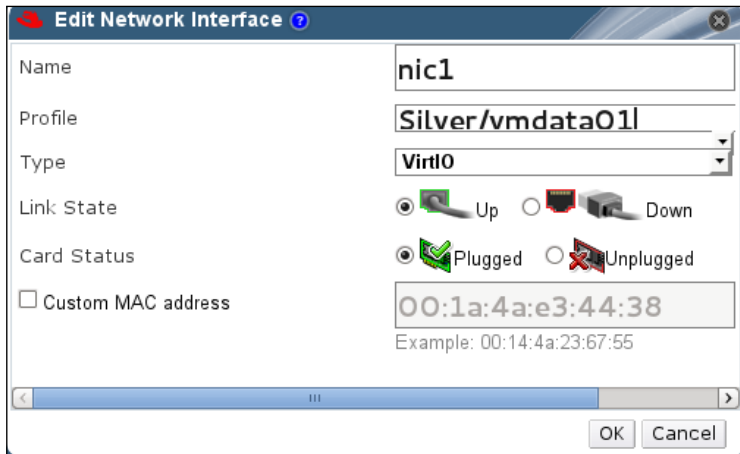 Edit Network Interface ?
Name nic1
Profile Silver/vmdata01
Type VirtIO
Link State Up Down
Card Status Plugged Unplugged
Custom MAC address 00:1a:4a:e3:44:38
Example: 00:14:4a:23:67:55
OK Cancel